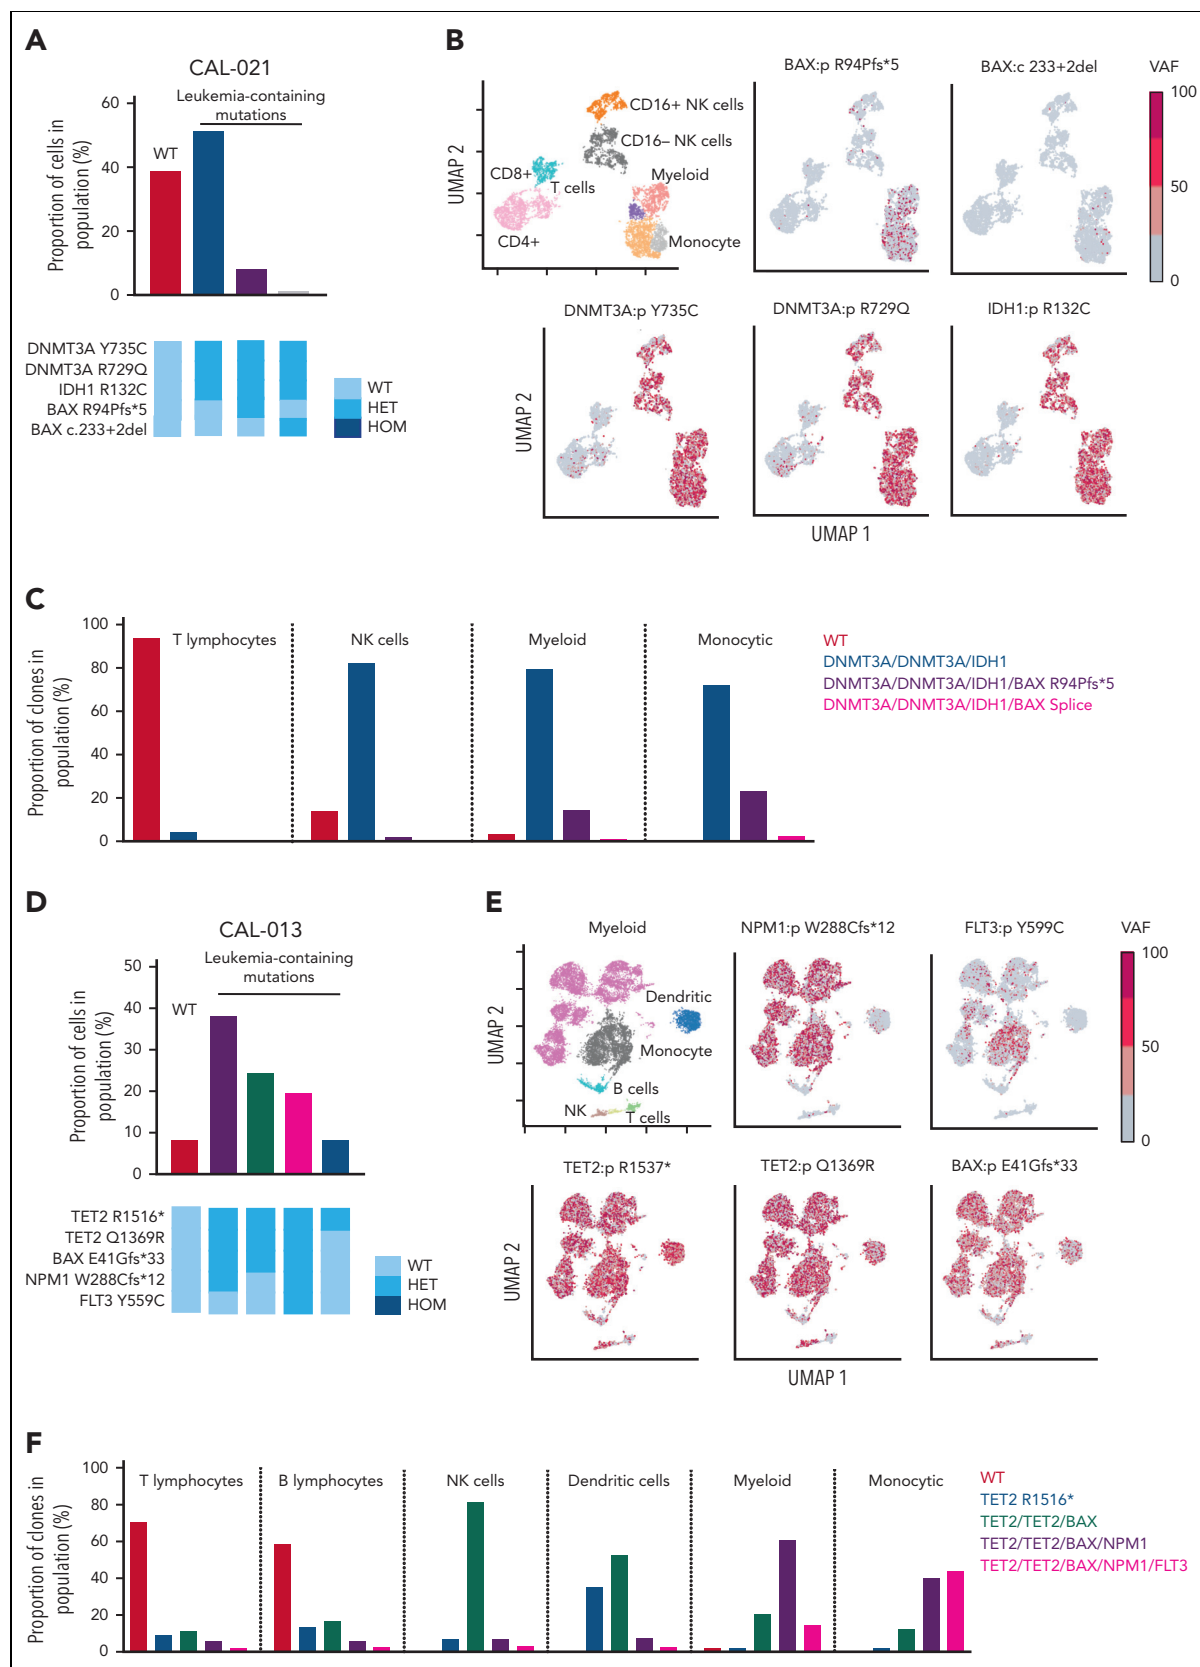 A
CAL-021
Leukemia-containing
mutations
WT
Proportion of cells in
population (%)
60
40
20
0
DNMT3A Y735C
DNMT3A R729Q
IDH1 R132C
BAX R94Pfs*5
BAX c.233+2del
WT
HET
HOM
B
UMAP 2
CD16+ NK cells
CD16– NK cells
CD8+
T cells
Myeloid
CD4+
Monocyte
BAX:p R94Pfs*5
BAX:c 233+2del
VAF
100
50
0
DNMT3A:p Y735C
DNMT3A:p R729Q
IDH1:p R132C
UMAP 2
UMAP 1
C
Proportion of clones in
population (%)
100
80
60
40
20
0
T lymphocytes
NK cells
Myeloid
Monocytic
WT
DNMT3A/DNMT3A/IDH1
DNMT3A/DNMT3A/IDH1/BAX R94Pfs*5
DNMT3A/DNMT3A/IDH1/BAX Splice
D
CAL-013
Leukemia-containing
mutations
WT
Proportion of cells in
population (%)
50
40
30
20
10
0
TET2 R1516*
TET2 Q1369R
BAX E41Gfs*33
NPM1 W288Cfs*12
FLT3 Y559C
WT
HET
HOM
E
Myeloid
UMAP 2
Dendritic
Monocyte
B cells
NK
T cells
NPM1:p W288Cfs*12
FLT3:p Y599C
VAF
100
50
0
TET2:p R1537*
TET2:p Q1369R
BAX:p E41Gfs*33
UMAP 2
UMAP 1
F
Proportion of clones in
population (%)
100
80
60
40
20
0
T lymphocytes
B lymphocytes
NK cells
Dendritic cells
Myeloid
Monocytic
WT
TET2 R1516*
TET2/TET2/BAX
TET2/TET2/BAX/NPM1
TET2/TET2/BAX/NPM1/FLT3